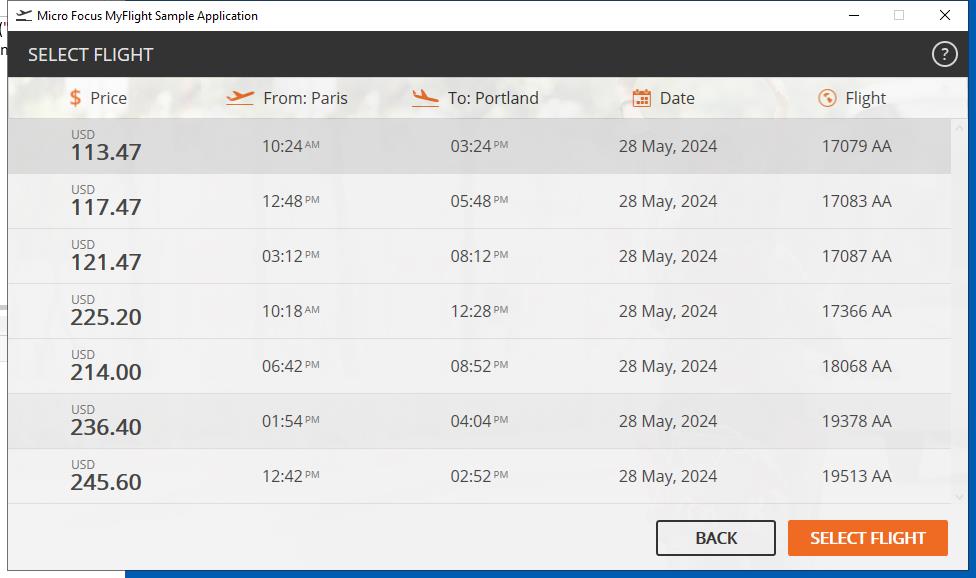 Micro Focus MyFlight Sample Application
SELECT FLIGHT ?
$ Price From: Paris To: Portland Date Flight
USD
113.47 10:24 AM 03:24 PM 28 May, 2024 17079 AA
USD
117.47 12:48 PM 05:48 PM 28 May, 2024 17083 AA
USD
121.47 03:12 PM 08:12 PM 28 May, 2024 17087 AA
USD
225.20 10:18 AM 12:28 PM 28 May, 2024 17366 AA
USD
214.00 06:42 PM 08:52 PM 28 May, 2024 18068 AA
USD
236.40 01:54 PM 04:04 PM 28 May, 2024 19378 AA
USD
245.60 12:42 PM 02:52 PM 28 May, 2024 19513 AA
BACK SELECT FLIGHT